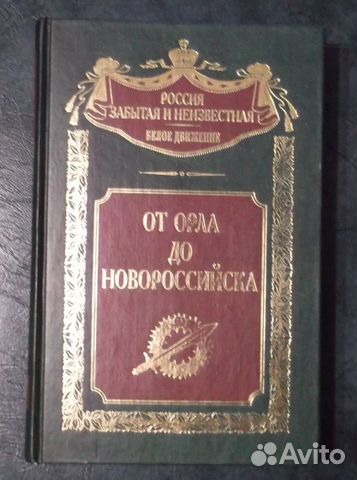 РОССИЯ
ЗАБЫТАЯ И НЕИЗВЕСТНАЯ
БЕЛОЕ ДВИЖЕНИЕ
ОТ ОРЛА
ДО
НОВОРОССИЙСКА
Avito